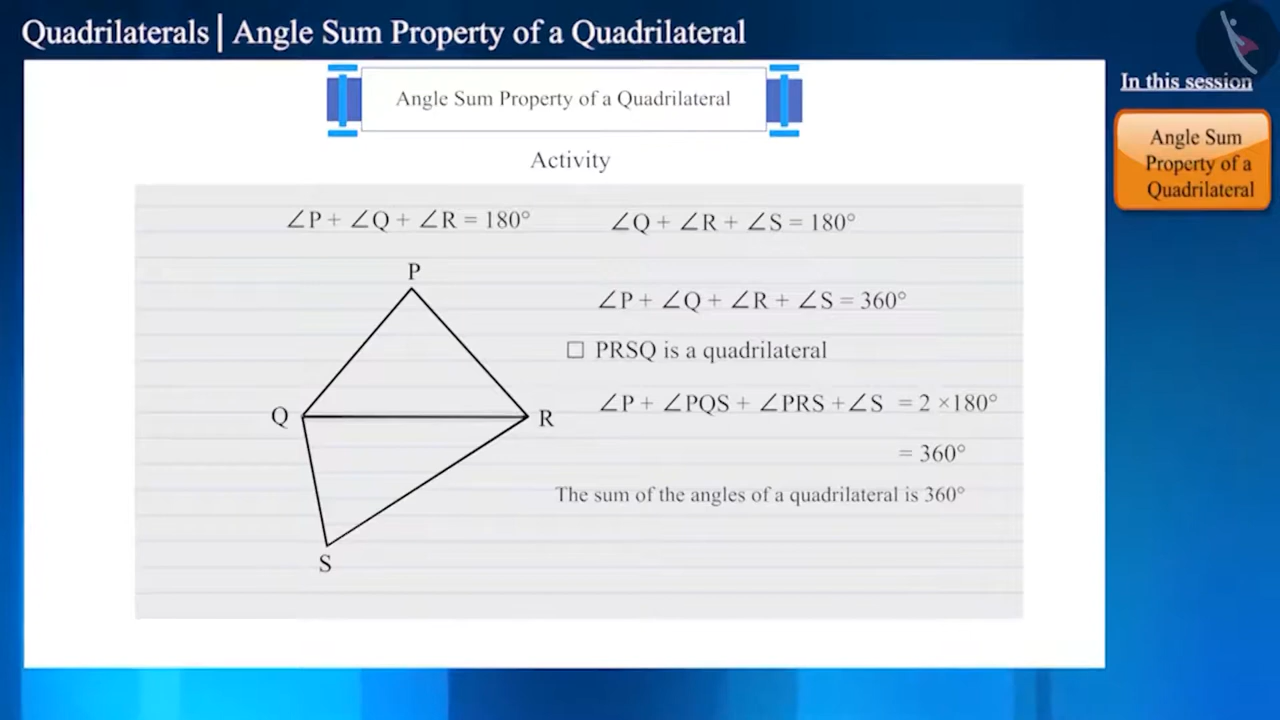 Quadrilaterals | Angle Sum Property of a Quadrilateral
In this session
Angle Sum
Property of a
Quadrilateral
Angle Sum Property of a Quadrilateral
Activity
∠P + ∠Q + ∠R = 180°
∠Q + ∠R + ∠S = 180°
P
∠P + ∠Q + ∠R + ∠S = 360°
□ PRSQ is a quadrilateral
∠P + ∠PQS + ∠PRS +∠S = 2 ×180°
Q
R
= 360°
The sum of the angles of a quadrilateral is 360°
S